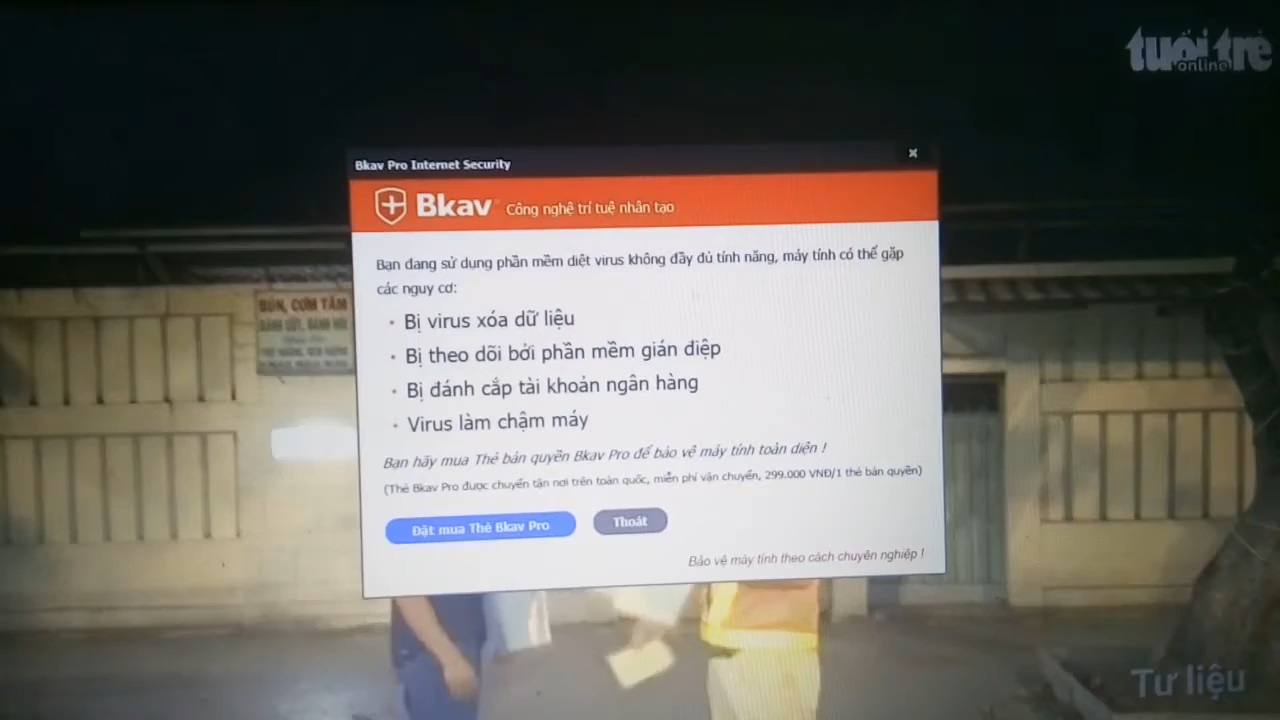 tuổi trẻ
online
Bkav Pro Internet Security
Bkav Công nghệ trí tuệ nhân tạo
Bạn đang sử dụng phần mềm diệt virus không đầy đủ tính năng, máy tính có thể gặp
các nguy cơ:
• Bị virus xóa dữ liệu
• Bị theo dõi bởi phần mềm gián điệp
• Bị đánh cắp tài khoản ngân hàng
• Virus làm chậm máy
Bạn hãy mua Thẻ bản quyền Bkav Pro để bảo vệ máy tính toàn diện !
(Thẻ Bkav Pro được chuyển tận nơi trên toàn quốc, miễn phí vận chuyển, 299.000 VNĐ/1 thẻ bản quyền)
Đặt mua Thẻ Bkav Pro
Thoát
Bảo vệ máy tính theo cách chuyên nghiệp !
BÚN, CƠM TẤM
Tư liệu